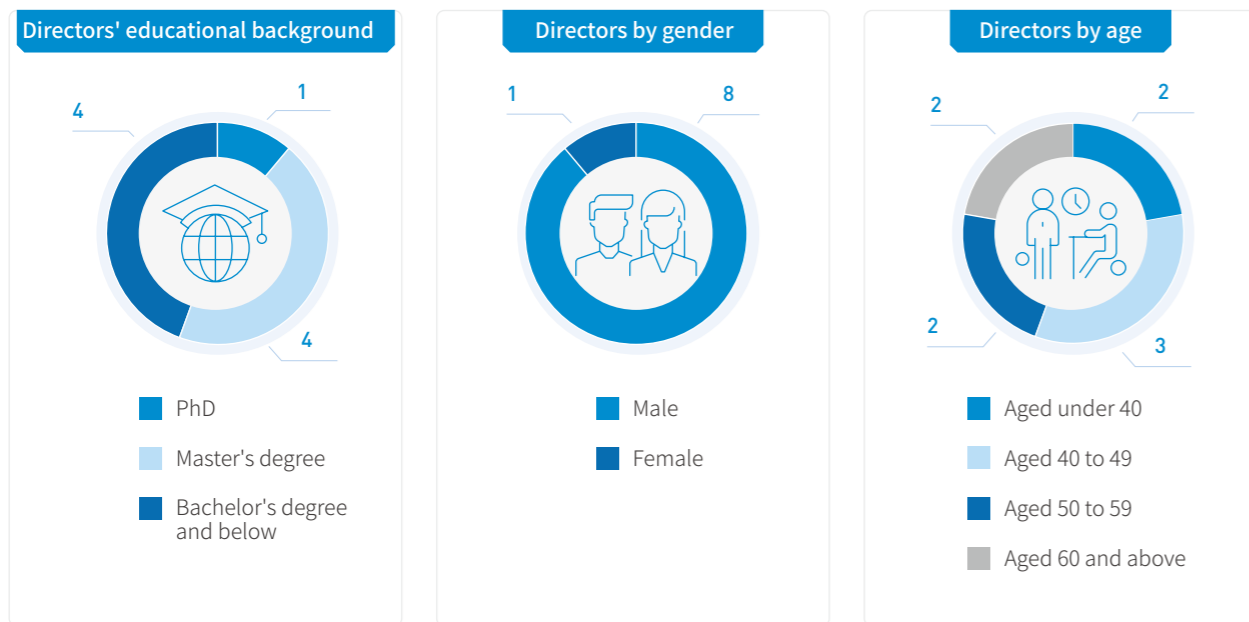 Directors' educational background
4
1
4
PhD
Master's degree
Bachelor's degree
and below
Directors by gender
1
8
Male
Female
Directors by age
2
2
2
3
Aged under 40
Aged 40 to 49
Aged 50 to 59
Aged 60 and above